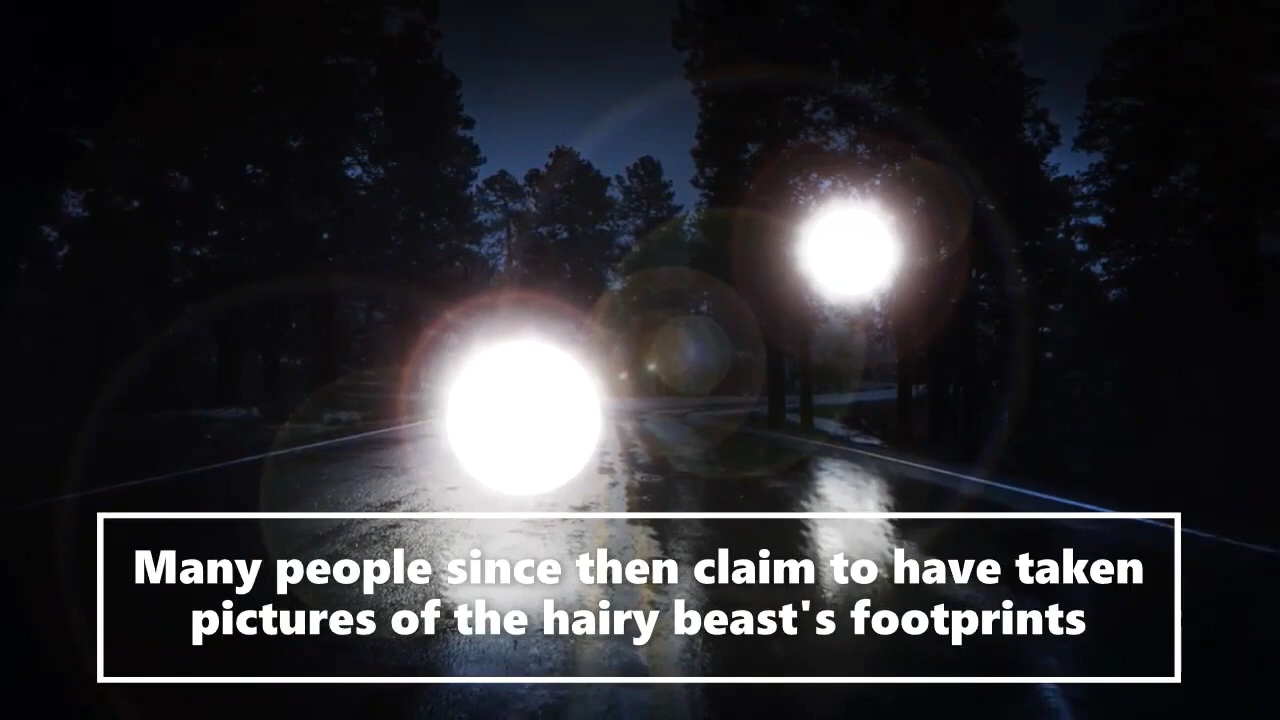 Many people since then claim to have taken
pictures of the hairy beast's footprints